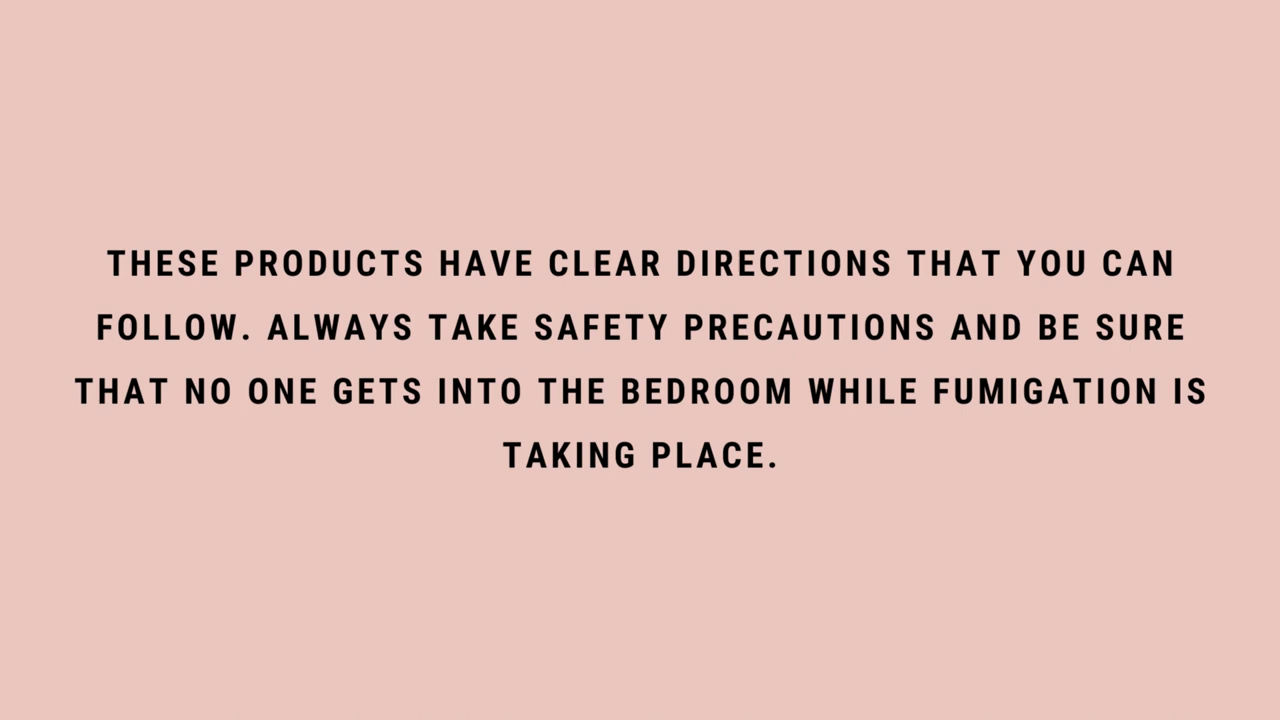 THESE PRODUCTS HAVE CLEAR DIRECTIONS THAT YOU CAN
FOLLOW. ALWAYS TAKE SAFETY PRECAUTIONS AND BE SURE
THAT NO ONE GETS INTO THE BEDROOM WHILE FUMIGATION IS
TAKING PLACE.